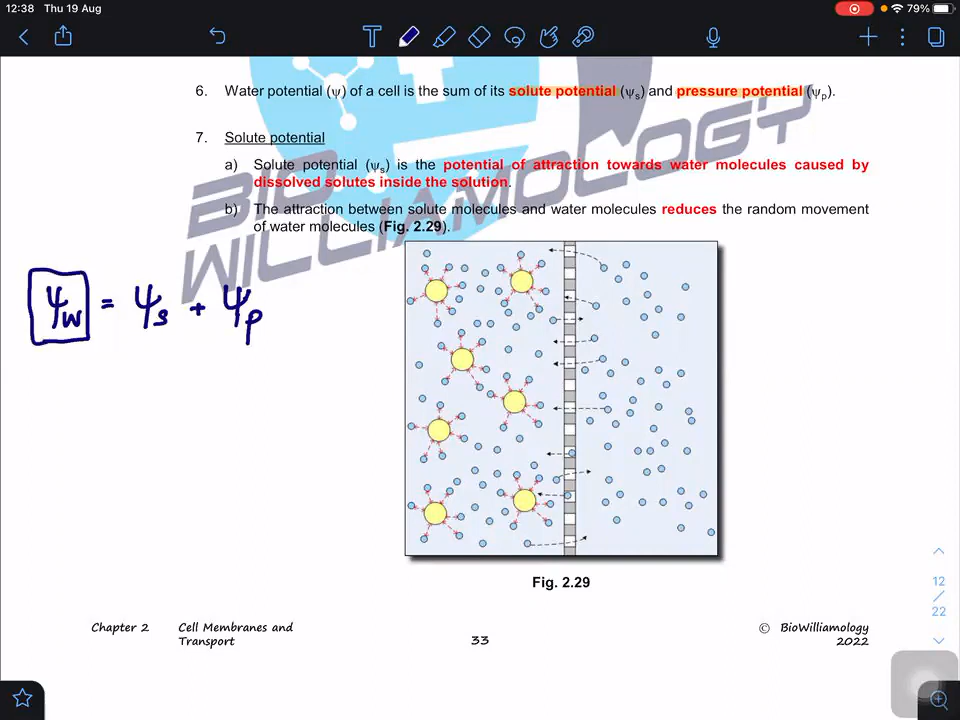 12:38 Thu 19 Aug
79%
T
6. Water potential (ψ) of a cell is the sum of its solute potential (ψs) and pressure potential (ψp).
7. Solute potential
a) Solute potential (ψs) is the potential of attraction towards water molecules caused by
dissolved solutes inside the solution.
b) The attraction between solute molecules and water molecules reduces the random movement
of water molecules (Fig. 2.29).
BIO
WILLIAMOLOGY
ψw = ψs + ψp
Fig. 2.29
Chapter 2 Cell Membranes and
Transport
33
© BioWilliamology
2022
12
/
22